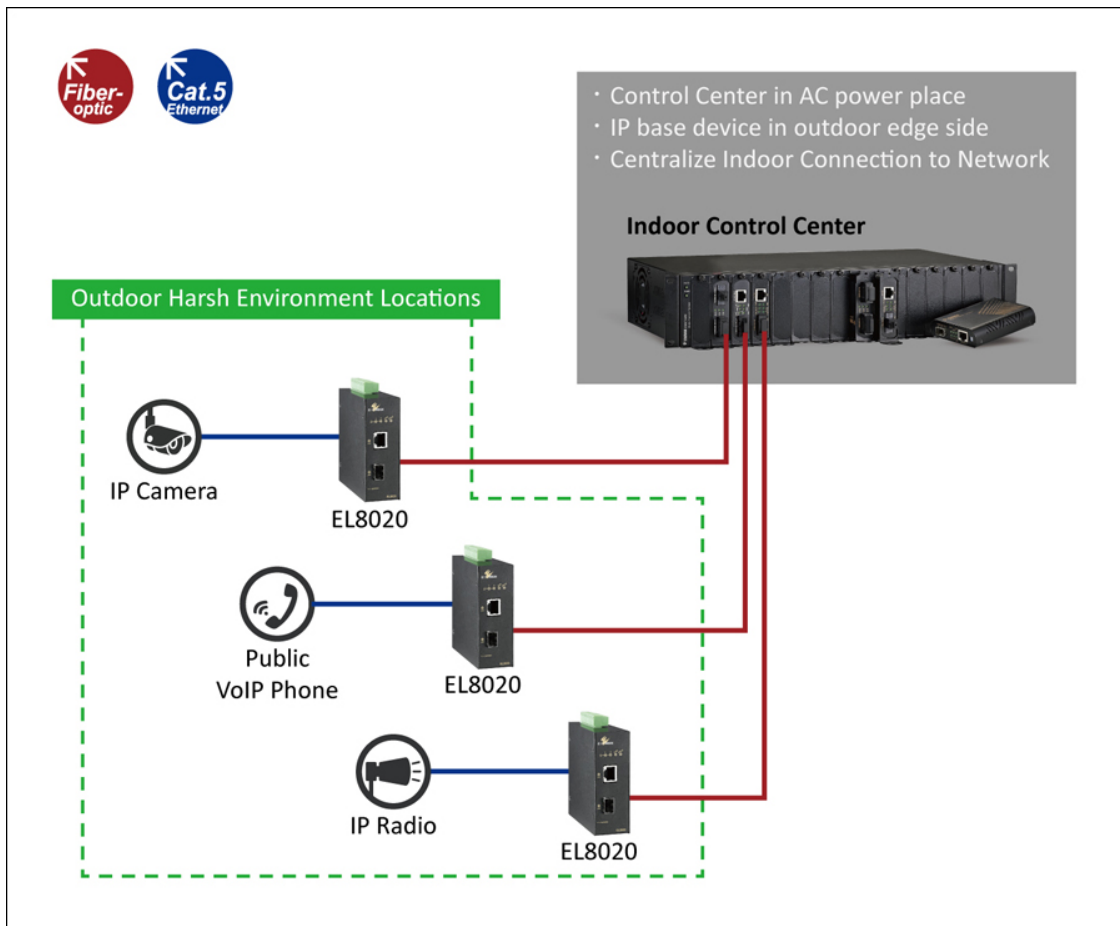 Fiber-
optic
Cat.5
Ethernet
· Control Center in AC power place
· IP base device in outdoor edge side
· Centralize Indoor Connection to Network
Indoor Control Center
Outdoor Harsh Environment Locations
IP Camera
EL8020
Public
VoIP Phone
EL8020
IP Radio
EL8020